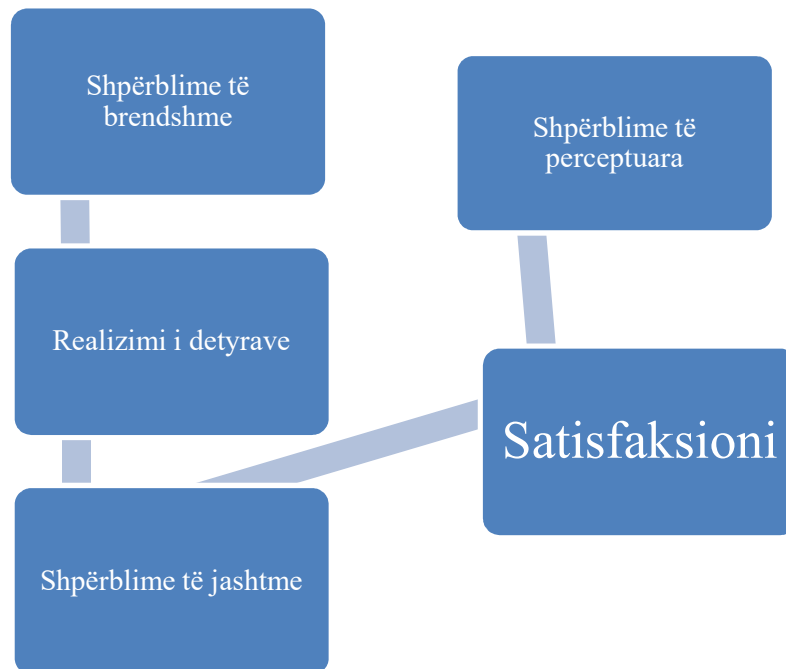 Shpërblime të
brendshme
Realizimi i detyrave
Shpërblime të jashtme
Satisfaksioni
Shpërblime të
perceptuara